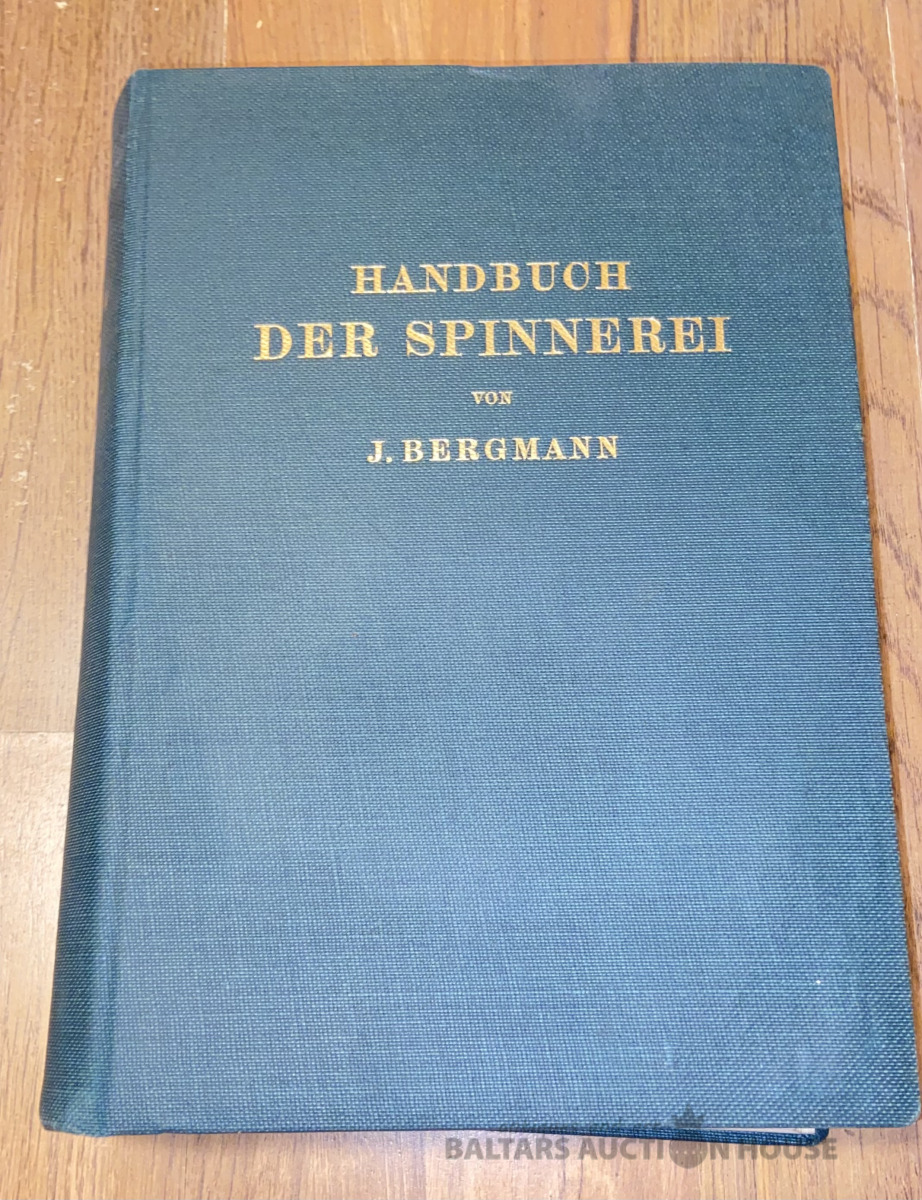 HANDBUCH
DER SPINNEREI
VON
J. BERGMANN
BALTARS AUCTION HOUSE